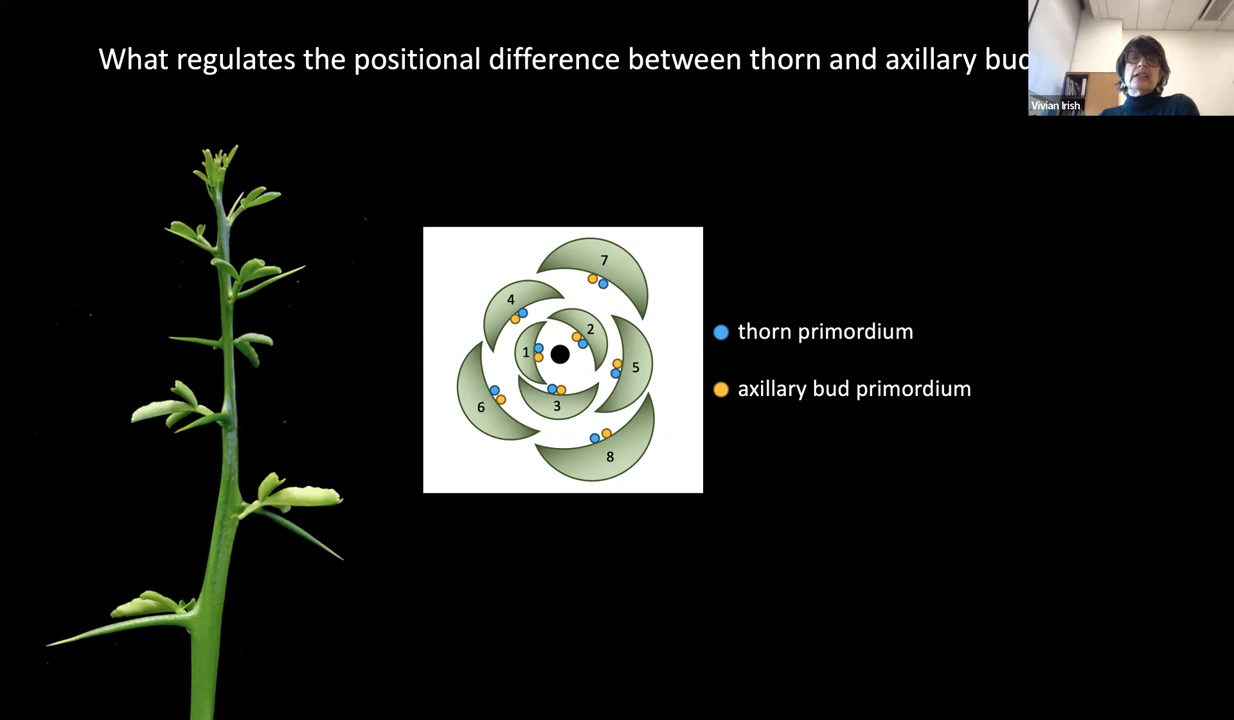 What regulates the positional difference between thorn and axillary bud
Vivian Irish
7
4
2
1
5
3
6
8
thorn primordium
axillary bud primordium